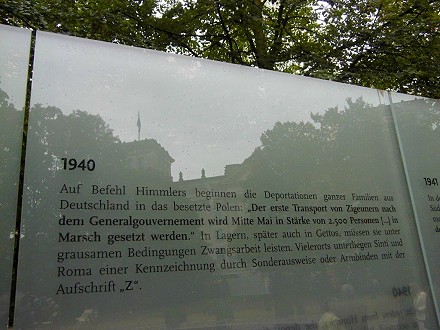 1940
Auf Befehl Himmlers beginnen die Deportationen ganzer Familien aus
Deutschland in das besetzte Polen: „Der erste Transport von Zigeunern nach
dem Generalgouvernement wird Mitte Mai in Stärke von 2.500 Personen [...] in
Marsch gesetzt werden.“ In Lagern, später auch in Gettos, müssen sie unter
grausamen Bedingungen Zwangsarbeit leisten. Vielerorts unterliegen Sinti und
Roma einer Kennzeichnung durch Sonderausweise oder Armbinden mit der
Aufschrift „Z“.
1941
In de